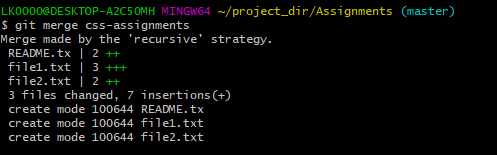 LKOOOO@DESKTOP-A2C5OMH MINGW64 ~/project_dir/Assignments (master)
$ git merge css-assignments
Merge made by the 'recursive' strategy.
 README.tx | 2 ++
 file1.txt | 3 +++
 file2.txt | 2 ++
 3 files changed, 7 insertions(+)
 create mode 100644 README.tx
 create mode 100644 file1.txt
 create mode 100644 file2.txt